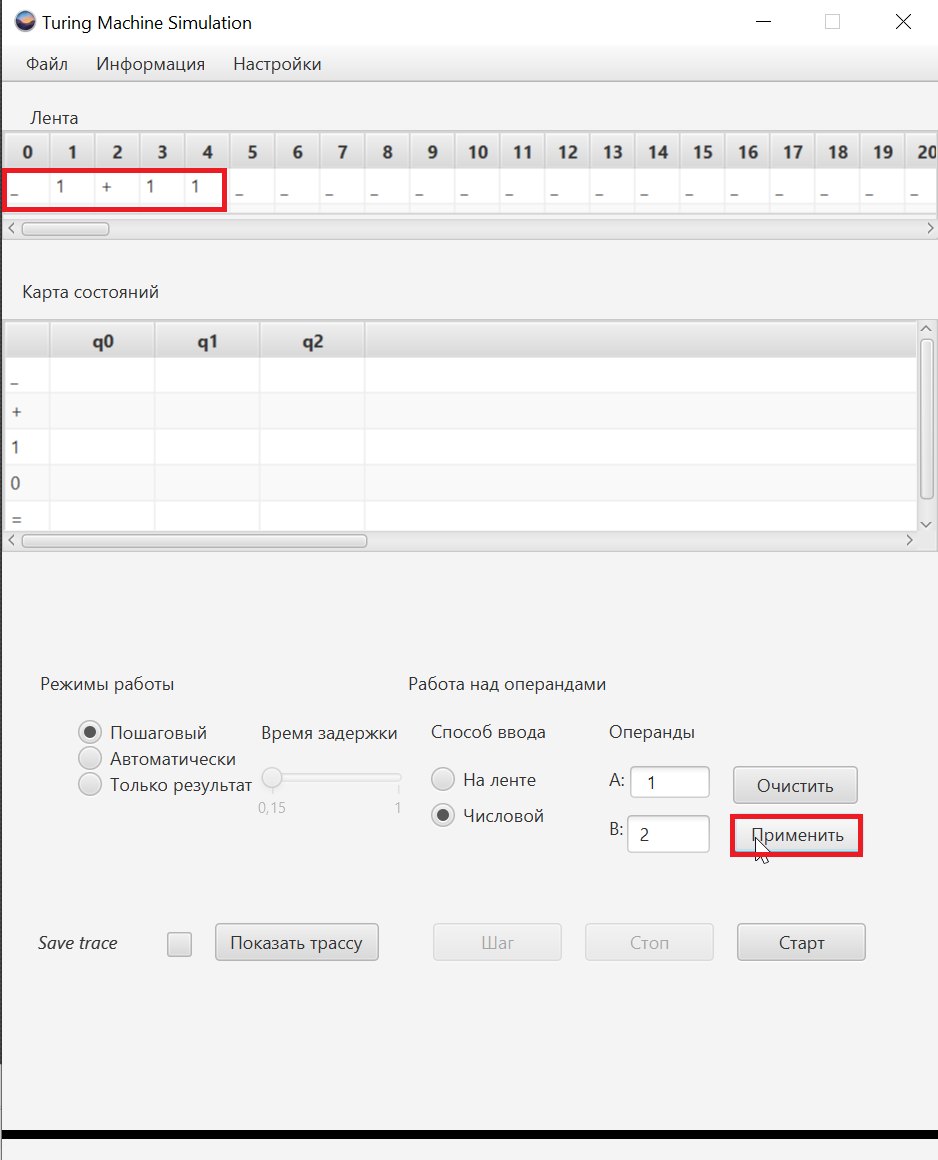 Turing Machine Simulation
Файл Информация Настройки
Лента
0 1 2 3 4 5 6 7 8 9 10 11 12 13 14 15 16 17 18 19 20
_ 1 + 1 1 _ _ _ _ _ _ _ _ _ _ _ _ _ _ _ _
Карта состояний
q0 q1 q2
_
+
1
0
=
Режимы работы Работа над операндами
Пошаговый Время задержки Способ ввода Операнды
Автоматически
Только результат На ленте А: 1 Очистить
0,15 1 Числовой В: 2 Применить
Save trace Показать трассу Шаг Стоп Старт